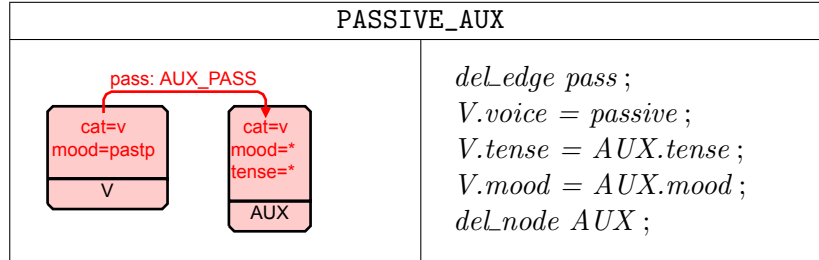 PASSIVE_AUX
pass: AUX_PASS
cat=v
mood=pastp
V
cat=v
mood=*
tense=*
AUX
del_edge pass ;
V.voice = passive ;
V.tense = AUX.tense ;
V.mood = AUX.mood ;
del_node AUX ;